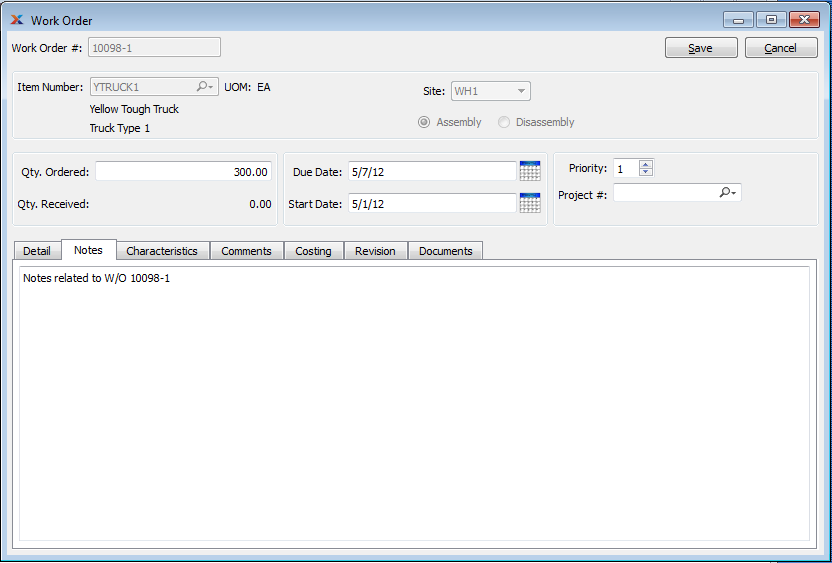 Work Order
Work Order #: 10098-1 Save Cancel
Item Number: YTRUCK1 UOM: EA Site: WH1
Yellow Tough Truck
Truck Type 1 Assembly Disassembly
Qty. Ordered: 300.00 Due Date: 5/7/12 Priority: 1
Qty. Received: 0.00 Start Date: 5/1/12 Project #:
Detail Notes Characteristics Comments Costing Revision Documents
Notes related to W/O 10098-1